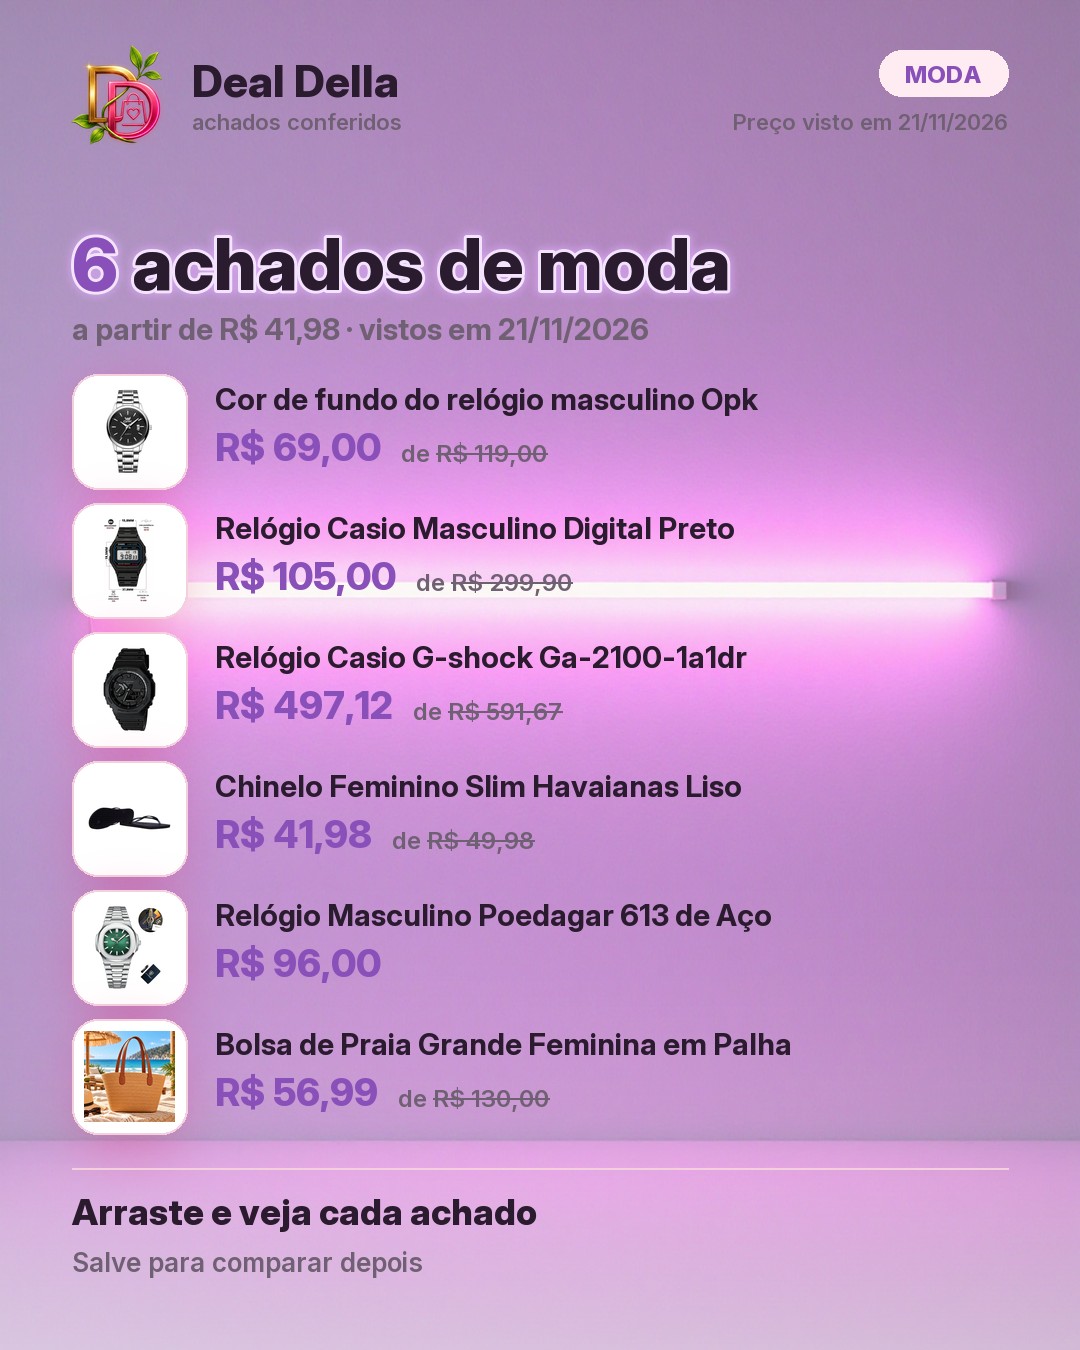 Deal Della
achados conferidos
MODA
Preço visto em 21/11/2026
6 achados de moda
a partir de R$ 41,98 · vistos em 21/11/2026
Cor de fundo do relógio masculino Opk
R$ 69,00 de R$ 119,00
Relógio Casio Masculino Digital Preto
R$ 105,00 de R$ 299,90
Relógio Casio G-shock Ga-2100-1a1dr
R$ 497,12 de R$ 591,67
Chinelo Feminino Slim Havaianas Liso
R$ 41,98 de R$ 49,98
Relógio Masculino Poedagar 613 de Aço
R$ 96,00
Bolsa de Praia Grande Feminina em Palha
R$ 56,99 de R$ 130,00
Arraste e veja cada achado
Salve para comparar depois